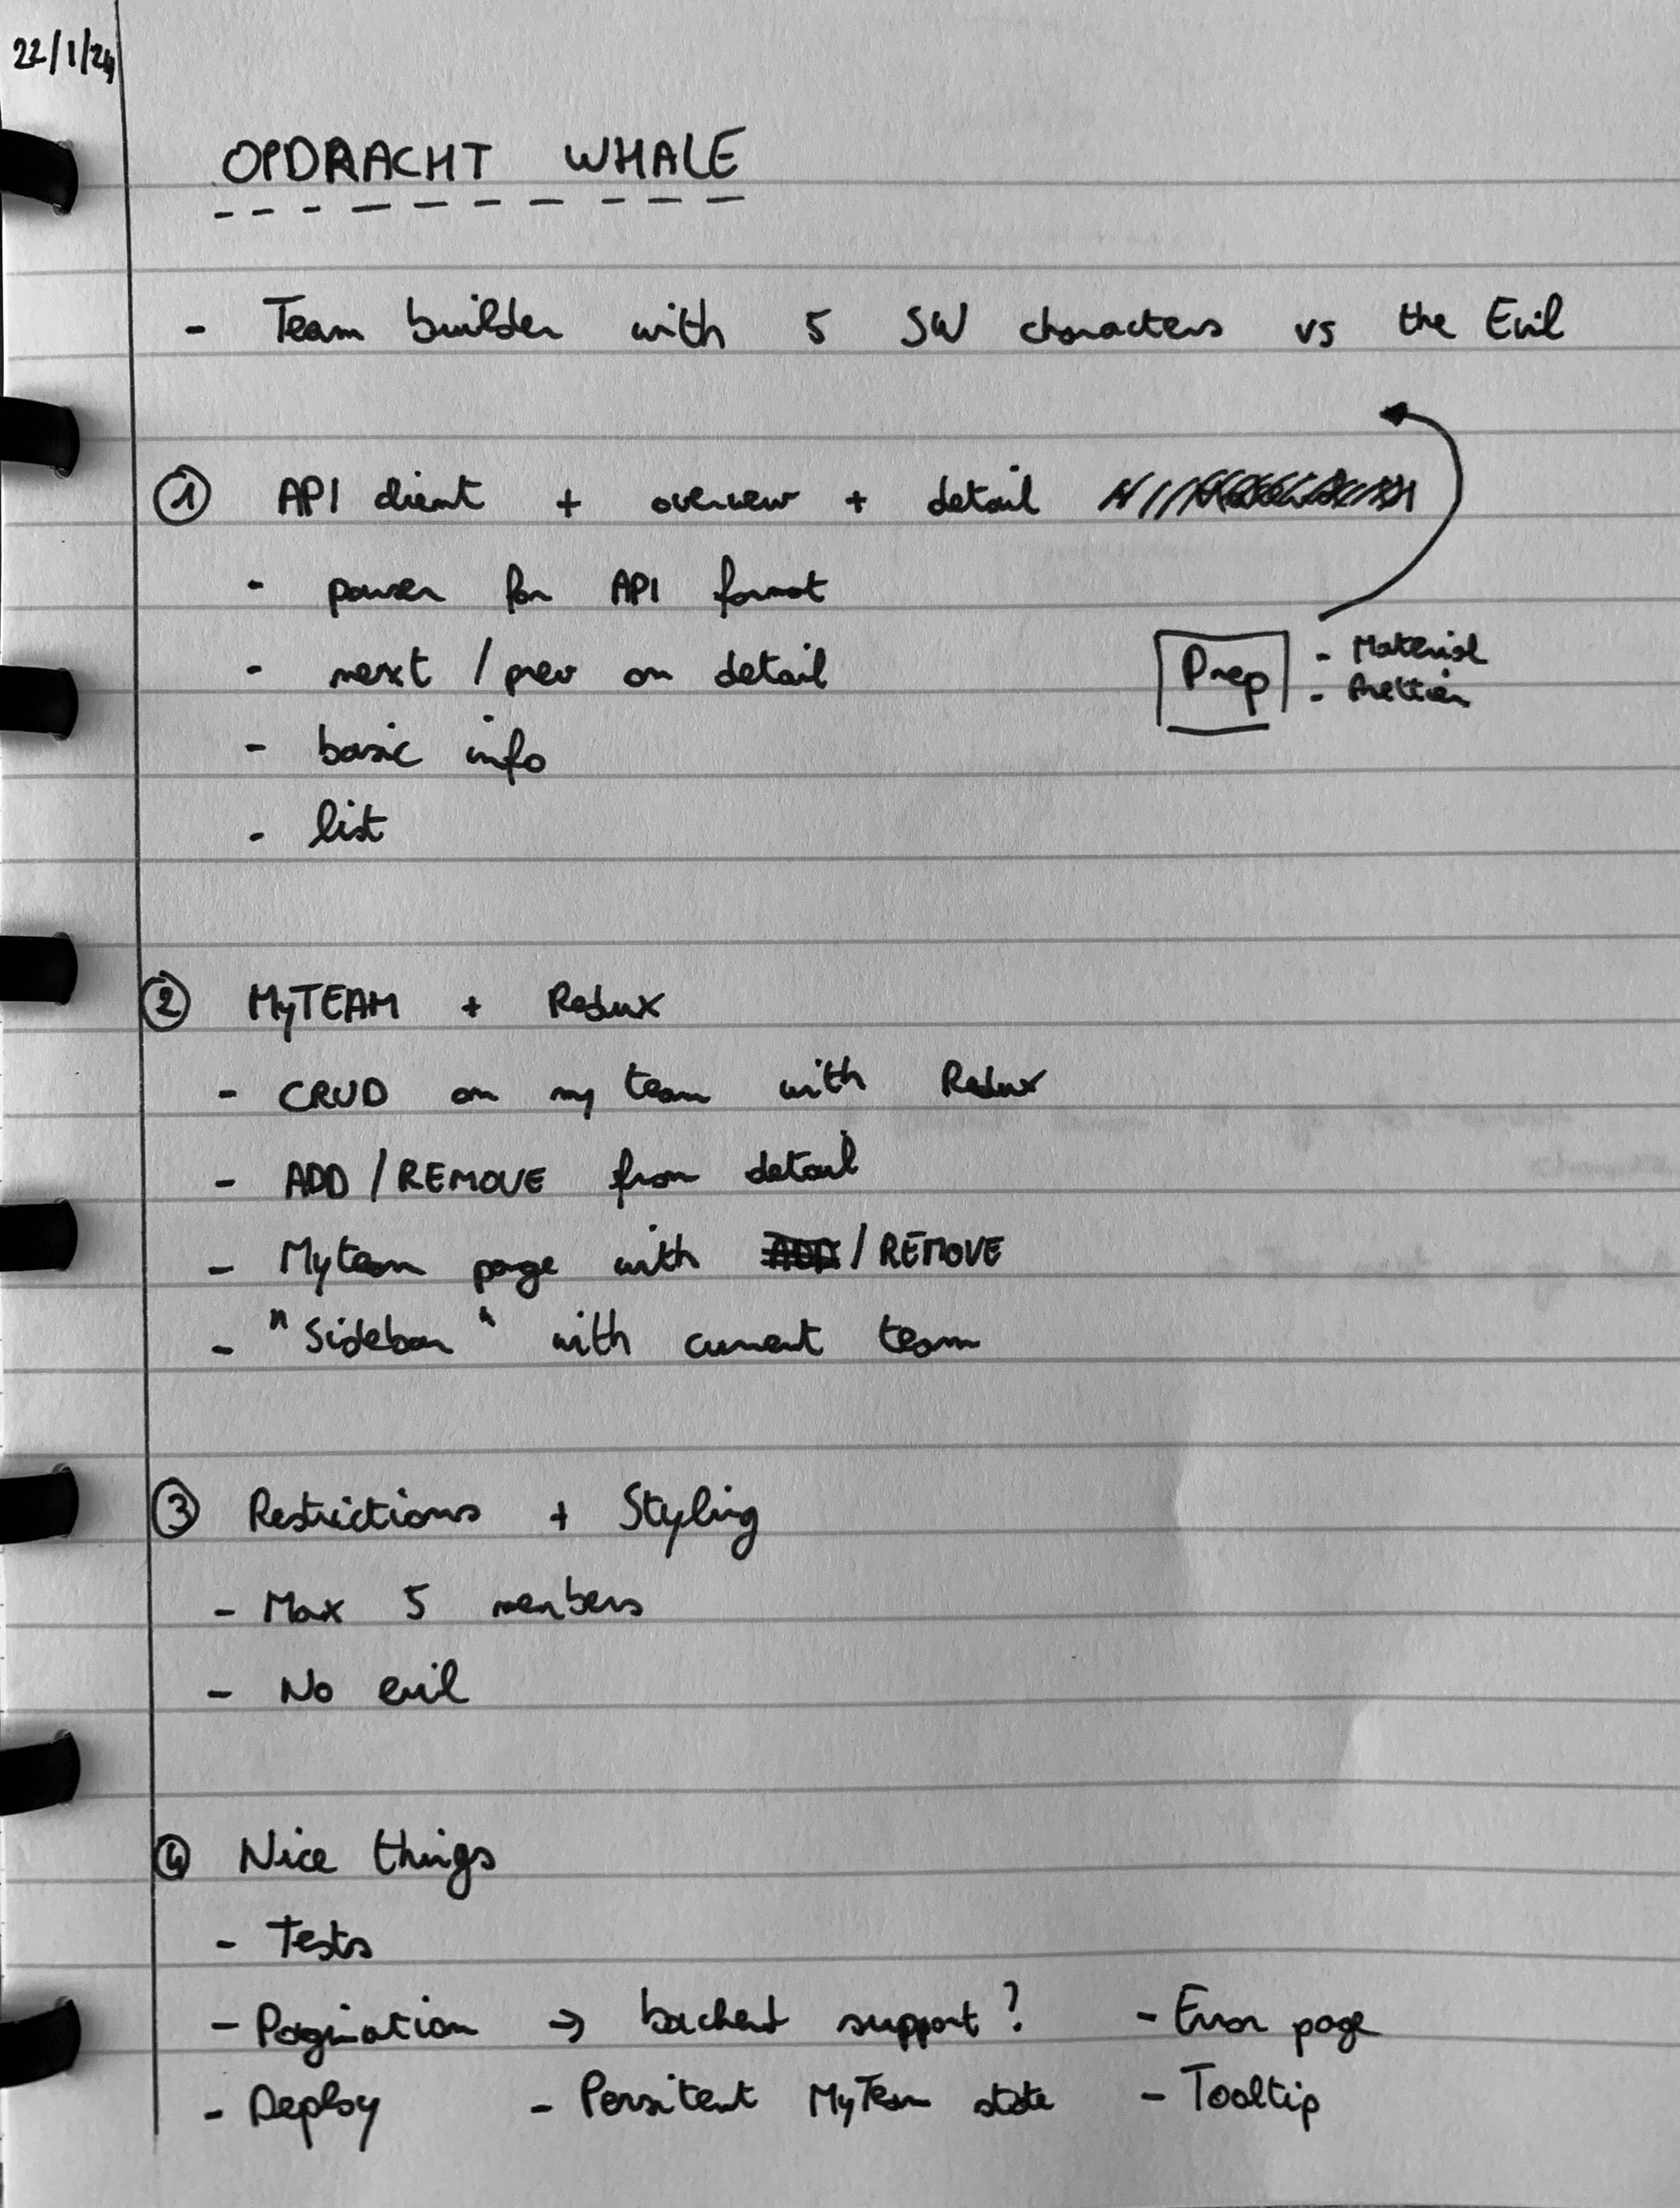 22/1/24
OPDRACHT WHALE
- Team builder with 5 SW characters vs the Evil
① API client + overview + detail
- parser for API format
- next / prev on detail
- basic info
- list
Prep - Material
- Prettier
② MyTEAM + Redux
- CRUD on my team with Redux
- ADD / REMOVE from detail
- Myteam page with ADD / REMOVE
- "Sidebar" with current team
③ Restrictions + Styling
- Max 5 members
- No evil
④ Nice things
- Tests
- Pagination → backend support? - Error page
- Deploy - Persitent MyTeam state - Tooltip